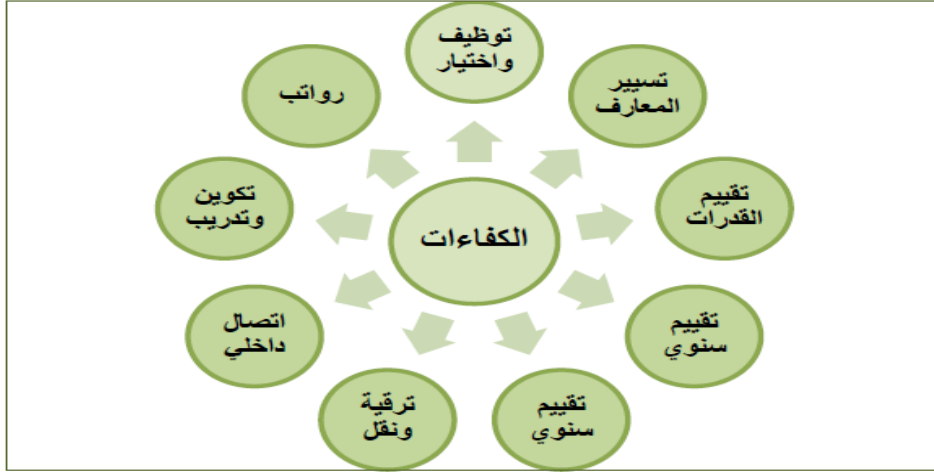 توظيف
واختيار
تسيير
المعارف
تقييم
القدرات
تقييم
سنوي
تقييم
سنوي
ترقية
ونقل
اتصال
داخلي
تكوين
وتدريب
رواتب
الكفاءات